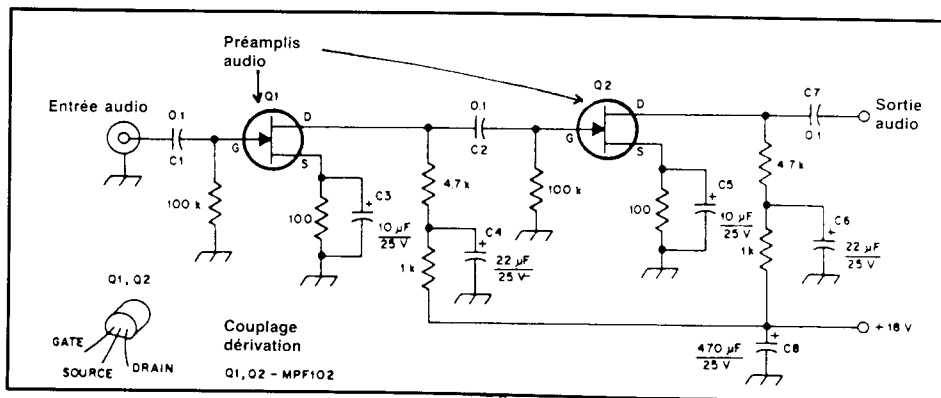 Préamplis
audio
Entrée audio
Q1
Q2
C7
0.1
Sortie
audio
0.1
C1
G
D
S
0.1
C2
G
D
S
100 k
100
C3
+
10 µF
25 V
4.7 k
C4
+
22 µF
25 V
1 k
100 k
100
C5
+
10 µF
25 V
4.7 k
C6
+
22 µF
25 V
1 k
Q1, Q2
GATE
SOURCE
DRAIN
Couplage
dérivation
Q1, Q2 - MPF102
470 µF
25 V
+
C8